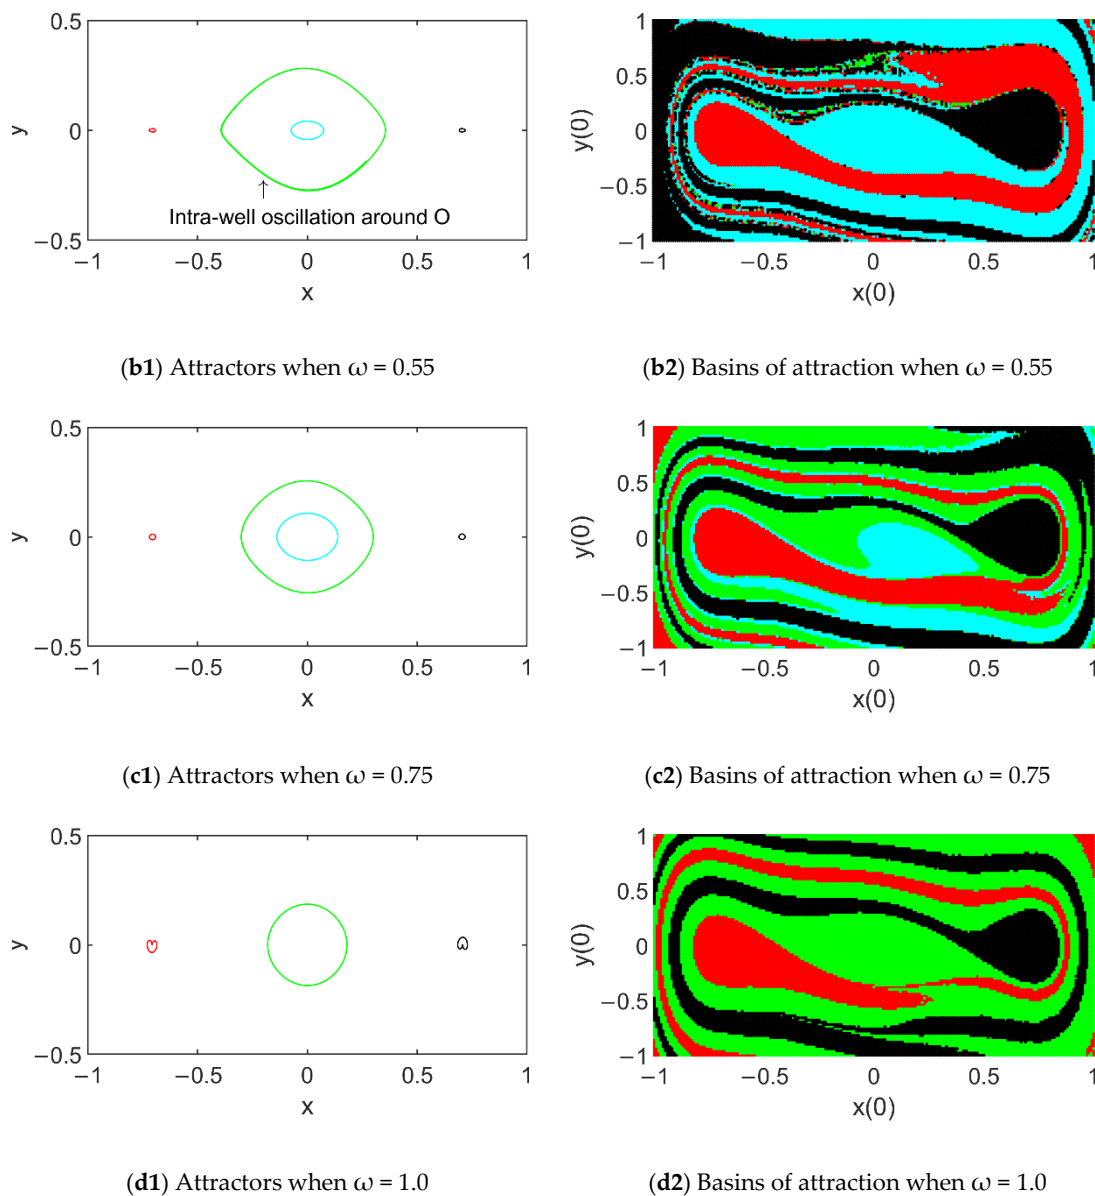 0.5
0
−0.5
y
−1
−0.5
0
0.5
1
x
↑
Intra-well oscillation around O
1
0.5
0
−0.5
−1
y(0)
−1
−0.5
0
0.5
1
x(0)
(b1) Attractors when ω = 0.55
(b2) Basins of attraction when ω = 0.55
0.5
0
−0.5
y
−1
−0.5
0
0.5
1
x
1
0.5
0
−0.5
−1
y(0)
−1
−0.5
0
0.5
1
x(0)
(c1) Attractors when ω = 0.75
(c2) Basins of attraction when ω = 0.75
0.5
0
−0.5
y
−1
−0.5
0
0.5
1
x
1
0.5
0
−0.5
−1
y(0)
−1
−0.5
0
0.5
1
x(0)
(d1) Attractors when ω = 1.0
(d2) Basins of attraction when ω = 1.0